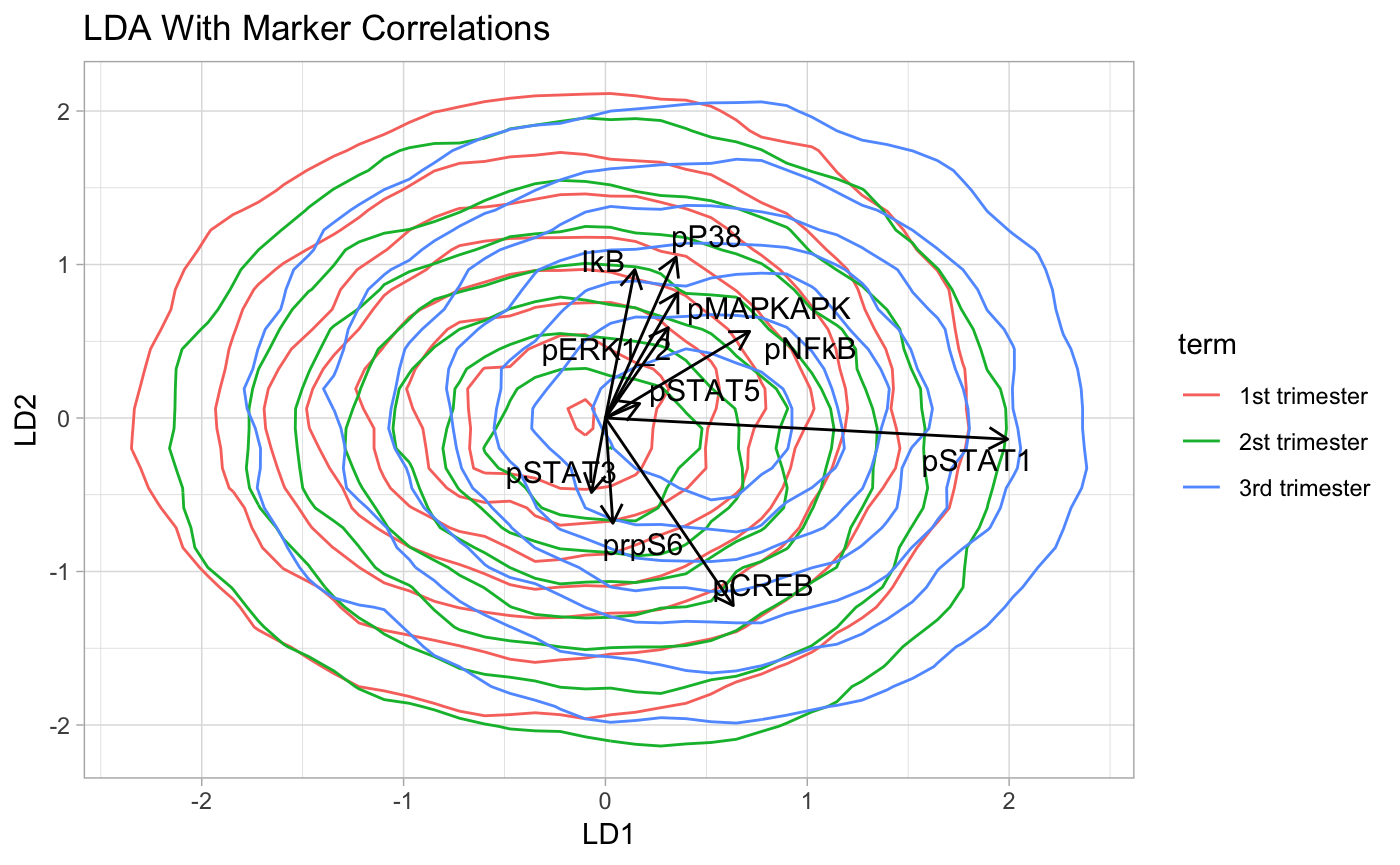 LDA With Marker Correlations
2
1
0
-1
-2
LD2
pP38
IkB
pMAPKAPK
pERK1_2
pNFkB
pSTAT5
pSTAT1
pSTAT3
prpS6
pCREB
-2
-1
0
1
2
LD1
term
1st trimester
2st trimester
3rd trimester